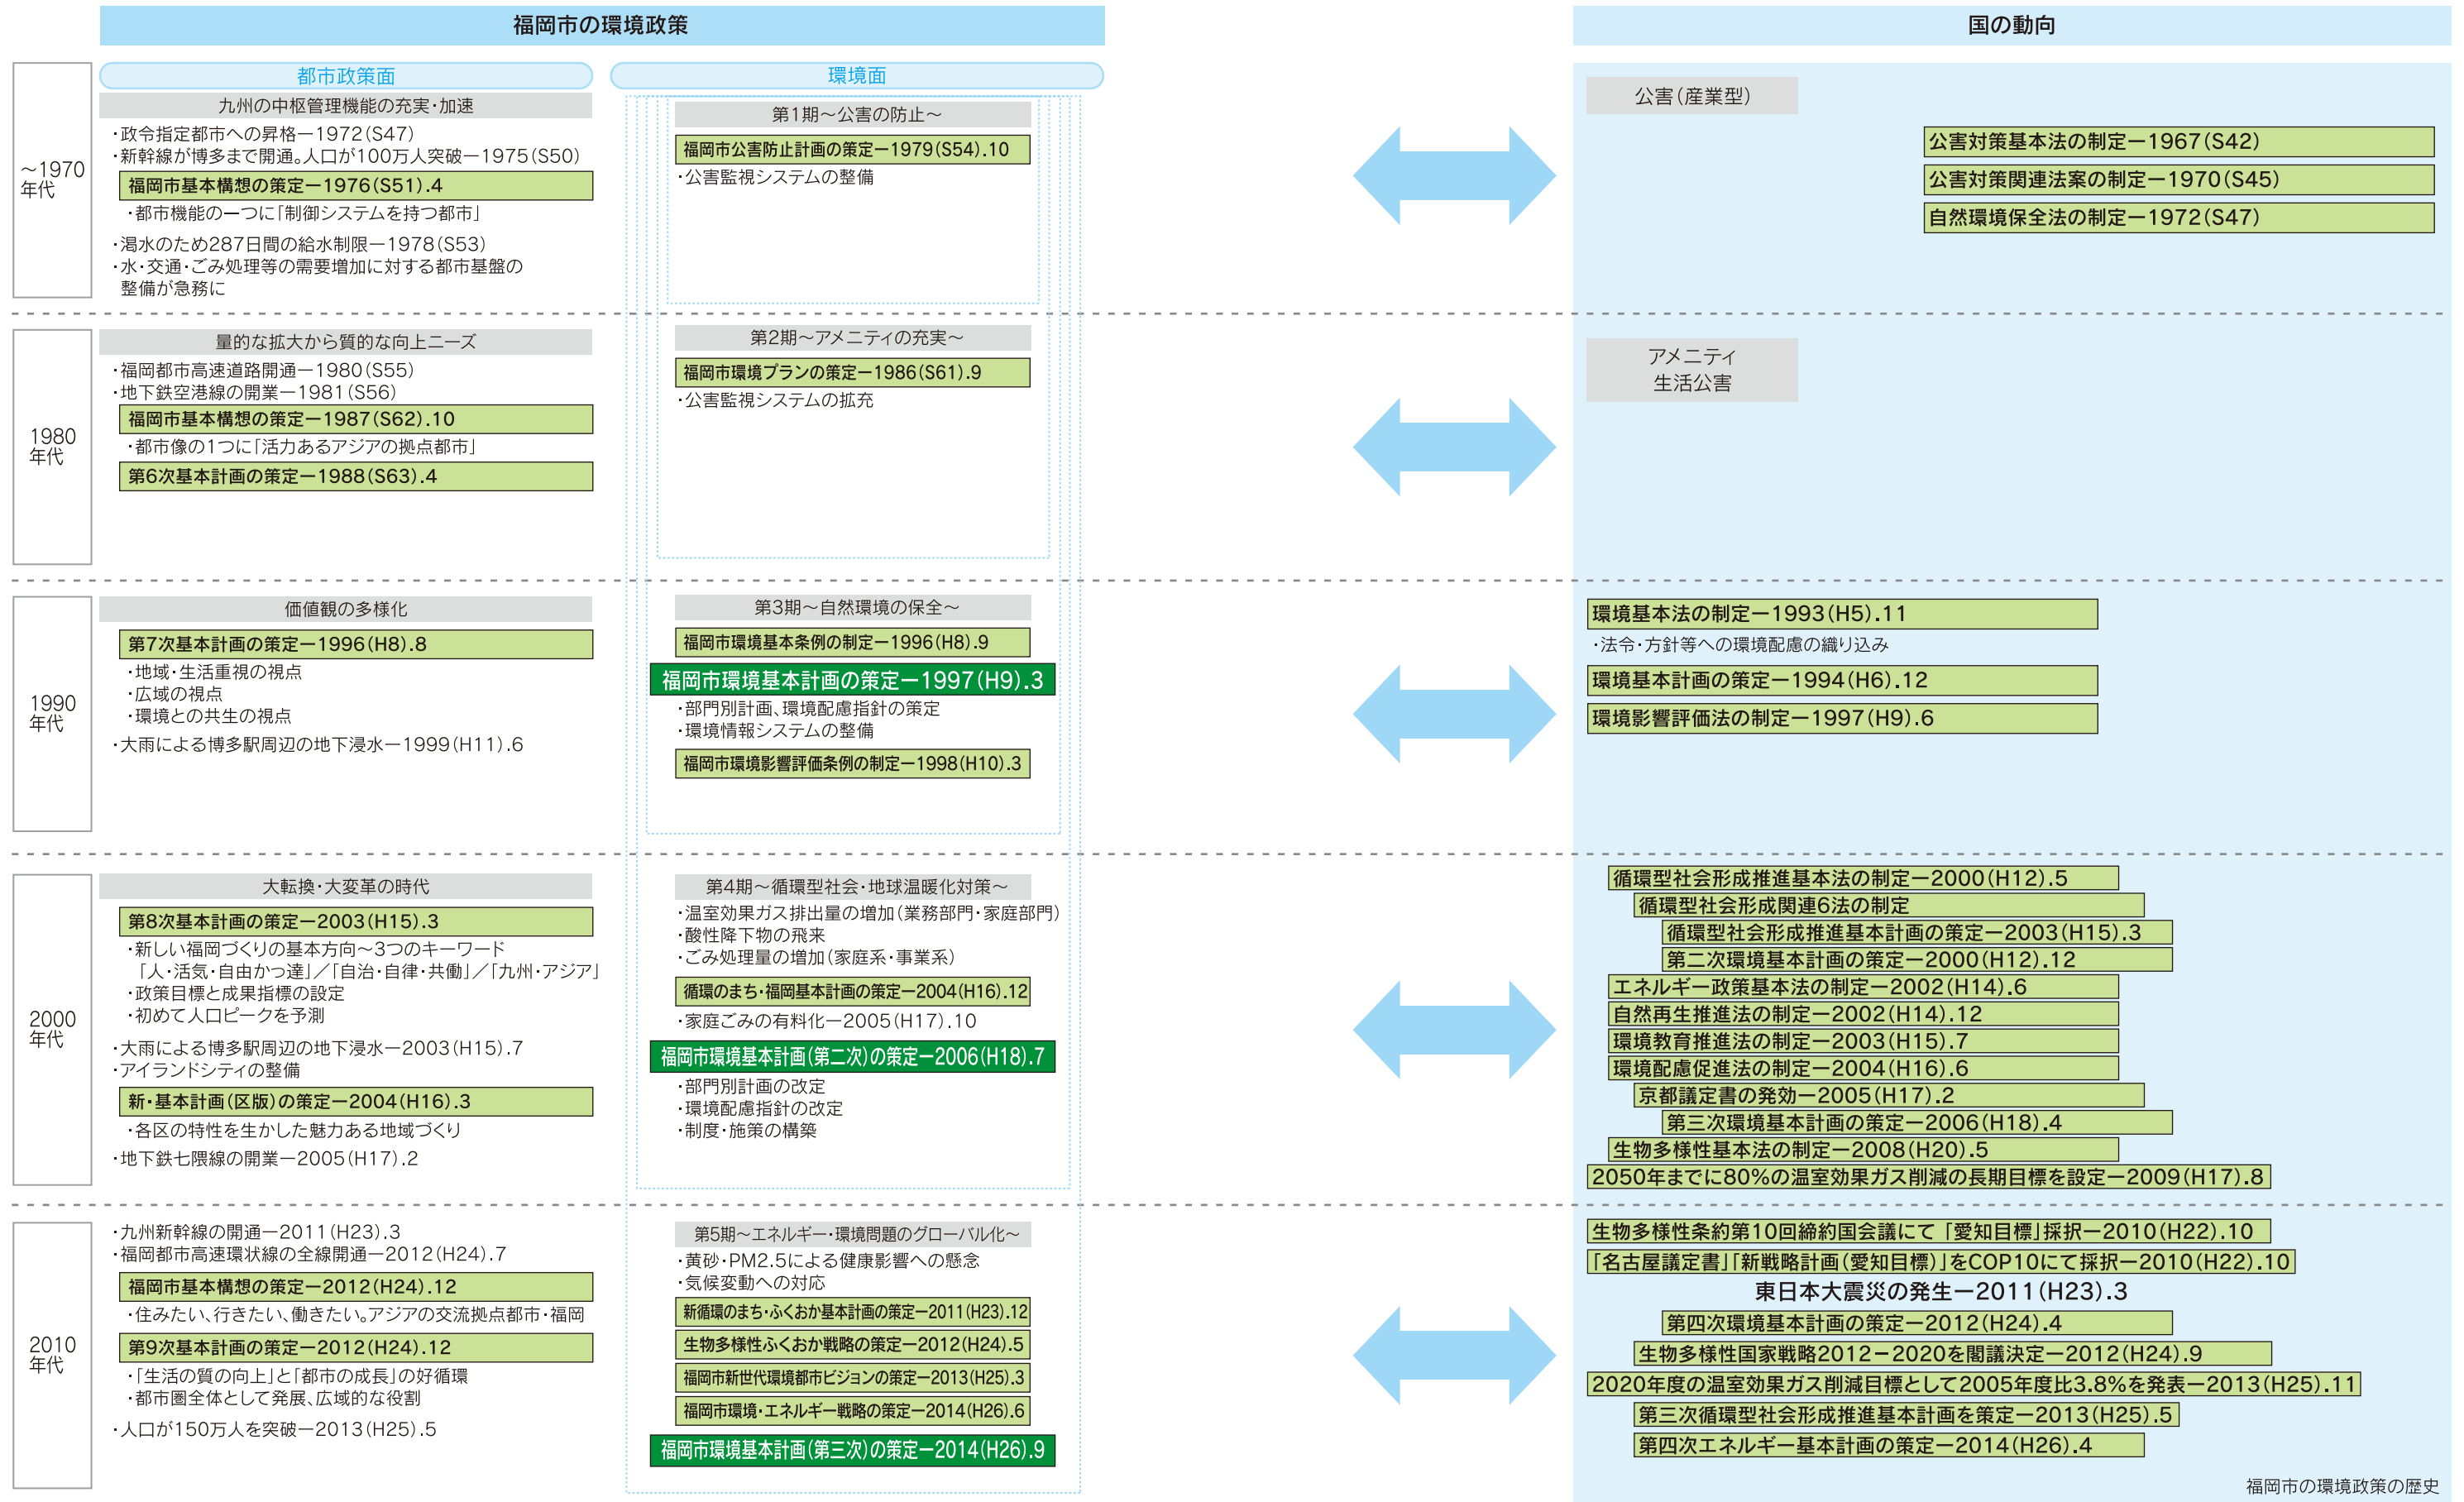 福岡市の環境政策
国の動向
都市政策面
環境面
～1970
年代
九州の中枢管理機能の充実・加速
・政令指定都市への昇格ー1972(S47)
・新幹線が博多まで開通。人口が100万人突破ー1975(S50)
福岡市基本構想の策定ー1976(S51).4
・都市機能の一つに「制御システムを持つ都市」
・渇水のため287日間の給水制限ー1978(S53)
・水・交通・ごみ処理等の需要増加に対する都市基盤の
整備が急務に
第1期～公害の防止～
福岡市公害防止計画の策定ー1979(S54).10
・公害監視システムの整備
公害(産業型)
公害対策基本法の制定ー1967(S42)
公害対策関連法案の制定ー1970(S45)
自然環境保全法の制定ー1972(S47)
1980
年代
量的な拡大から質的な向上ニーズ
・福岡都市高速道路開通ー1980(S55)
・地下鉄空港線の開業ー1981(S56)
福岡市基本構想の策定ー1987(S62).10
・都市像の1つに「活力あるアジアの拠点都市」
第6次基本計画の策定ー1988(S63).4
第2期～アメニティの充実～
福岡市環境プランの策定ー1986(S61).9
・公害監視システムの拡充
アメニティ
生活公害
1990
年代
価値観の多様化
第7次基本計画の策定ー1996(H8).8
・地域・生活重視の視点
・広域の視点
・環境との共生の視点
・大雨による博多駅周辺の地下浸水ー1999(H11).6
第3期～自然環境の保全～
福岡市環境基本条例の制定ー1996(H8).9
福岡市環境基本計画の策定ー1997(H9).3
・部門別計画、環境配慮指針の策定
・環境情報システムの整備
福岡市環境影響評価条例の制定ー1998(H10).3
環境基本法の制定ー1993(H5).11
・法令・方針等への環境配慮の織り込み
環境基本計画の策定ー1994(H6).12
環境影響評価法の制定ー1997(H9).6
2000
年代
大転換・大変革の時代
第8次基本計画の策定ー2003(H15).3
・新しい福岡づくりの基本方向～3つのキーワード
「人・活気・自由かつ達」／「自治・自律・共働」／「九州・アジア」
・政策目標と成果指標の設定
・初めて人口ピークを予測
・大雨による博多駅周辺の地下浸水ー2003(H15).7
・アイランドシティの整備
新・基本計画(区版)の策定ー2004(H16).3
・各区の特性を生かした魅力ある地域づくり
・地下鉄七隈線の開業ー2005(H17).2
第4期～循環型社会・地球温暖化対策～
・温室効果ガス排出量の増加(業務部門・家庭部門)
・酸性降下物の飛来
・ごみ処理量の増加(家庭系・事業系)
循環のまち・福岡基本計画の策定ー2004(H16).12
・家庭ごみの有料化ー2005(H17).10
福岡市環境基本計画(第二次)の策定ー2006(H18).7
・部門別計画の改定
・環境配慮指針の改定
・制度・施策の構築
循環型社会形成推進基本法の制定ー2000(H12).5
循環型社会形成関連6法の制定
循環型社会形成推進基本計画の策定ー2003(H15).3
第二次環境基本計画の策定ー2000(H12).12
エネルギー政策基本法の制定ー2002(H14).6
自然再生推進法の制定ー2002(H14).12
環境教育推進法の制定ー2003(H15).7
環境配慮促進法の制定ー2004(H16).6
京都議定書の発効ー2005(H17).2
第三次環境基本計画の策定ー2006(H18).4
生物多様性基本法の制定ー2008(H20).5
2050年までに80%の温室効果ガス削減の長期目標を設定ー2009(H17).8
2010
年代
・九州新幹線の開通ー2011(H23).3
・福岡都市高速環状線の全線開通ー2012(H24).7
福岡市基本構想の策定ー2012(H24).12
・住みたい、行きたい、働きたい。アジアの交流拠点都市・福岡
第9次基本計画の策定ー2012(H24).12
・「生活の質の向上」と「都市の成長」の好循環
・都市圏全体として発展、広域的な役割
・人口が150万人を突破ー2013(H25).5
第5期～エネルギー・環境問題のグローバル化～
・黄砂・PM2.5による健康影響への懸念
・気候変動への対応
新循環のまち・ふくおか基本計画の策定ー2011(H23).12
生物多様性ふくおか戦略の策定ー2012(H24).5
福岡市新世代環境都市ビジョンの策定ー2013(H25).3
福岡市環境・エネルギー戦略の策定ー2014(H26).6
福岡市環境基本計画(第三次)の策定ー2014(H26).9
生物多様性条約第10回締約国会議にて「愛知目標」採択ー2010(H22).10
「名古屋議定書」「新戦略計画(愛知目標)」をCOP10にて採択ー2010(H22).10
東日本大震災の発生ー2011(H23).3
第四次環境基本計画の策定ー2012(H24).4
生物多様性国家戦略2012－2020を閣議決定ー2012(H24).9
2020年度の温室効果ガス削減目標として2005年度比3.8%を発表ー2013(H25).11
第三次循環型社会形成推進基本計画を策定ー2013(H25).5
第四次エネルギー基本計画の策定ー2014(H26).4
福岡市の環境政策の歴史